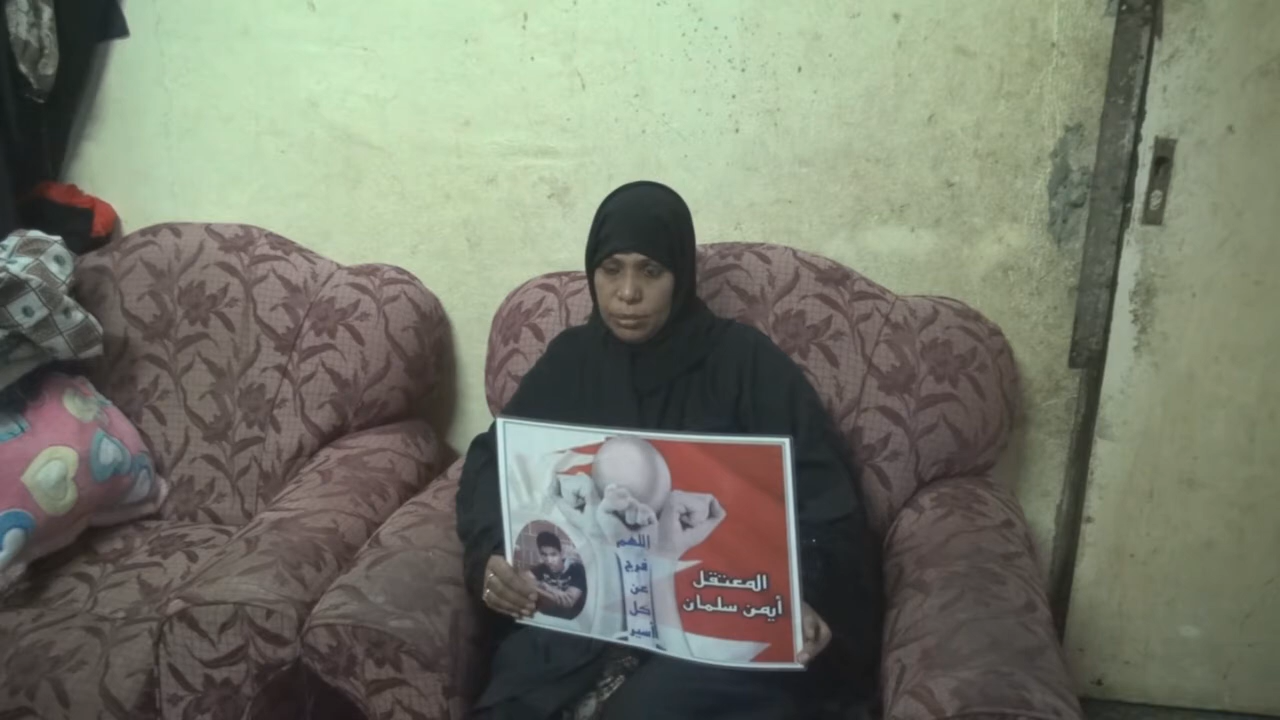 اللهم
فرج
عن
كل
أسير
المعتقل
أيمن سلمان